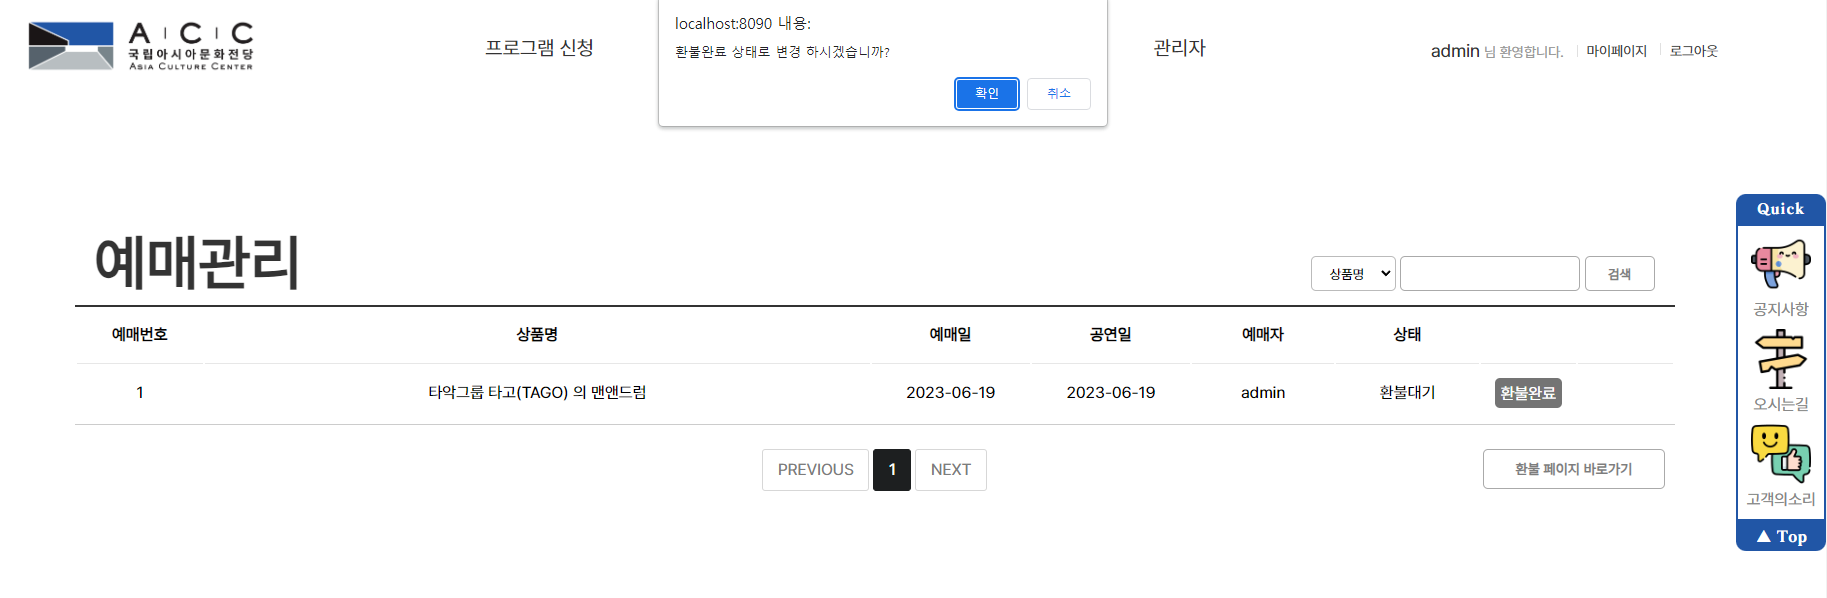 A C C
국립아시아문화전당
ASIA CULTURE CENTER
프로그램 신청
localhost:8090 내용:
환불완료 상태로 변경 하시겠습니까?
확인
취소
관리자
admin 님 환영합니다.
마이페이지
로그아웃
예매관리
상품명
검색
예매번호 상품명 예매일 공연일 예매자 상태
1 타악그룹 타고(TAGO) 의 맨앤드럼 2023-06-19 2023-06-19 admin 환불대기 환불완료
PREVIOUS 1 NEXT
환불 페이지 바로가기
Quick
공지사항
오시는길
고객의소리
▲ Top